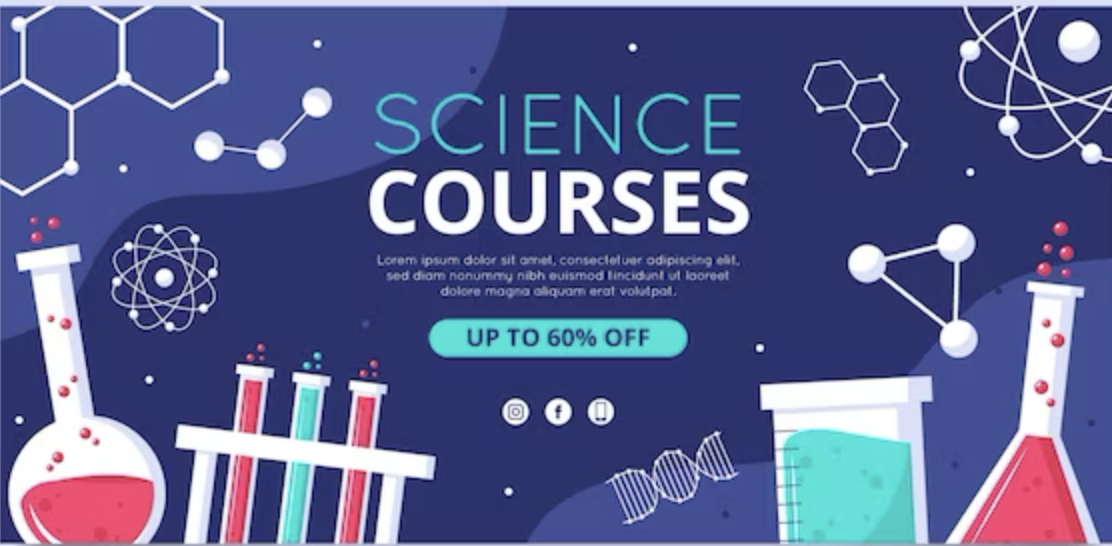 SCIENCE
COURSES
Lorem ipsum dolor sit amet, consectetuer adipiscing elit,
sed diam nonummy nibh euismod tincidunt ut laoreet
dolore magna aliquam erat volutpat.
UP TO 60% OFF